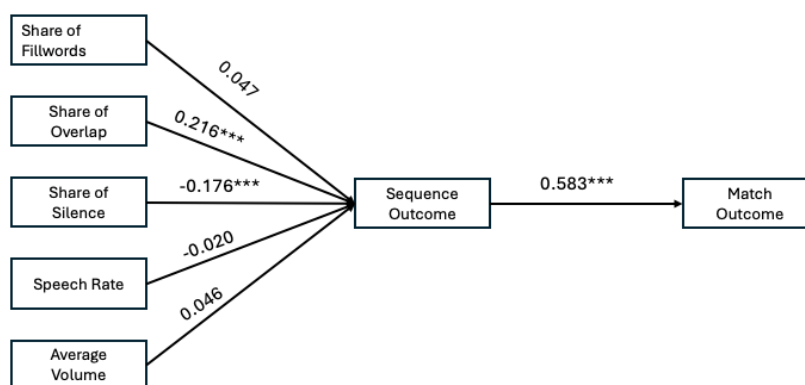 Share of
Fillwords
0.047
Share of
Overlap
0.216***
Share of
Silence
-0.176***
Sequence
Outcome
0.583***
Match
Outcome
Speech Rate
-0.020
Average
Volume
0.046